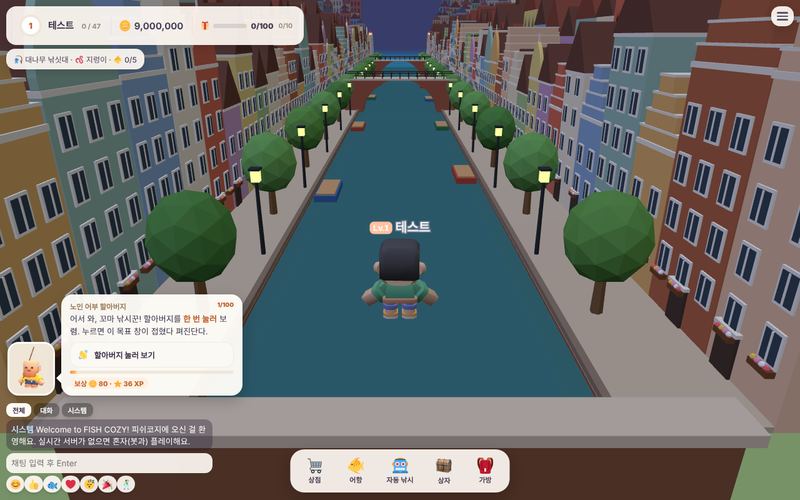 1 테스트 0 / 47 9,000,000 0/100 0/10
대나무 낚싯대 · 지렁이 · 0/5
Lv.1 테스트
노인 어부 할아버지 1/100
어서 와, 꼬마 낚시꾼! 할아버지를 한 번 눌러 보
렴. 누르면 이 목표 창이 접혔다 펴진단다.
할아버지 눌러 보기
보상 80 · 36 XP
전체 대화 시스템
시스템 Welcome to FISH COZY! 피쉬코지에 오신 걸 환
영해요. 실시간 서버가 없으면 혼자(봇과) 플레이해요.
채팅 입력 후 Enter
상점 어항 자동 낚시 상자 가방